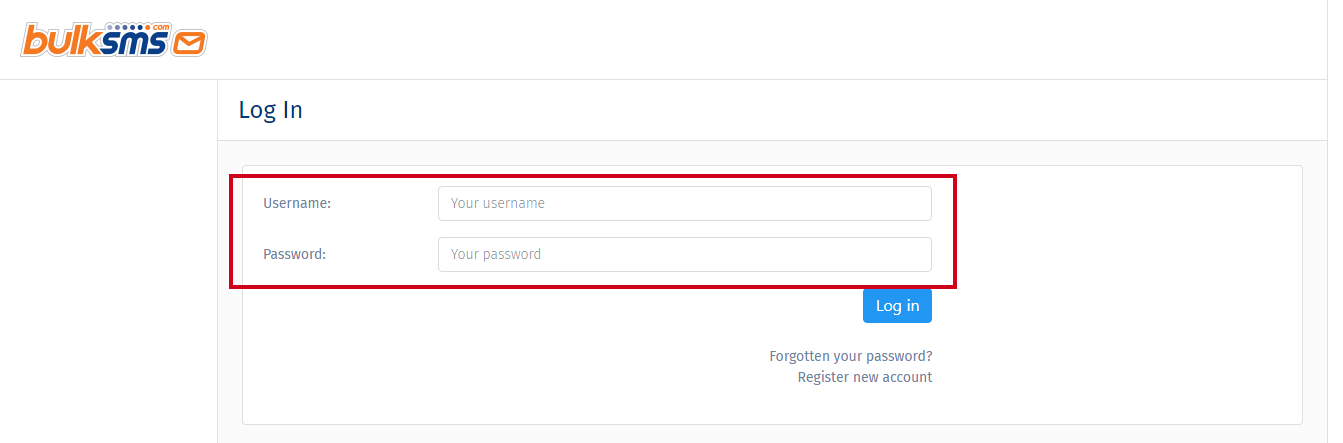 bulksms.com
Log In
Username: Your username
Password: Your password
Log in
Forgotten your password?
Register new account